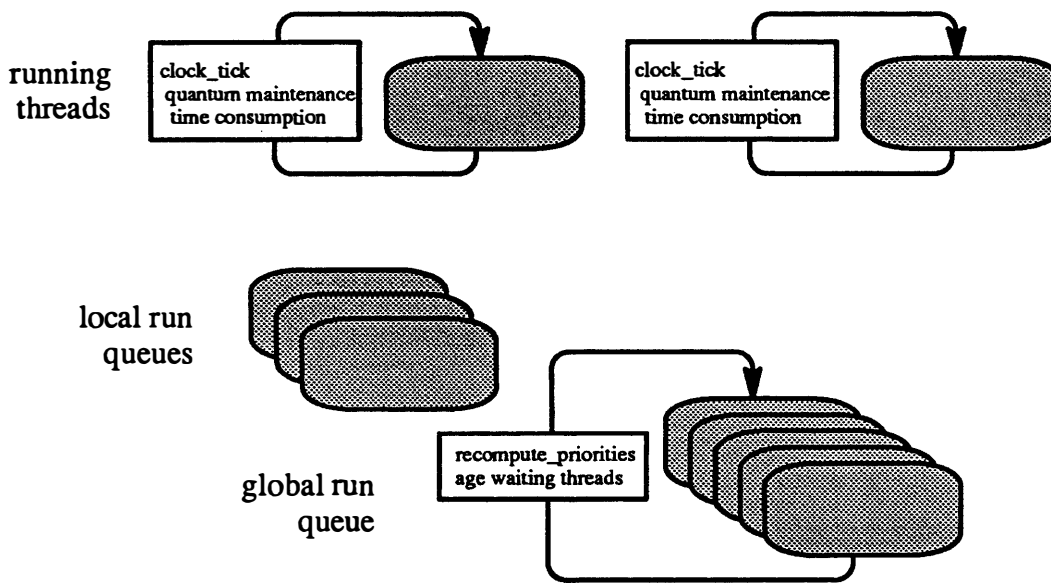 running
threads
clock_tick
quantum maintenance
time consumption
clock_tick
quantum maintenance
time consumption
local run
queues
recompute_priorities
age waiting threads
global run
queue